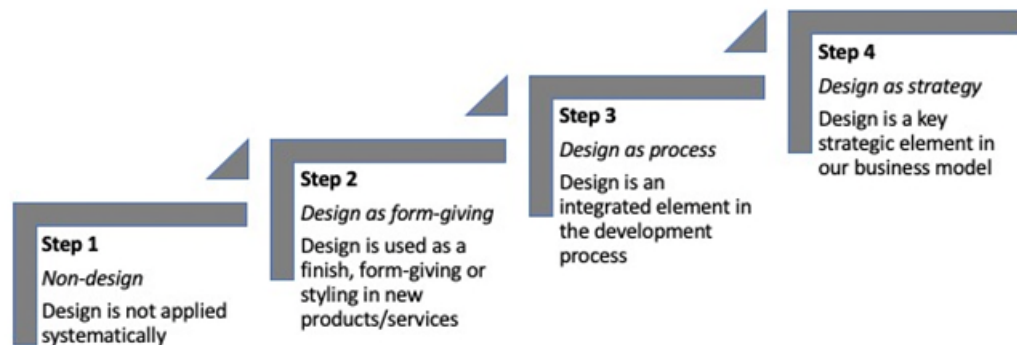 Step 1
Non-design
Design is not applied
systematically
Step 2
Design as form-giving
Design is used as a
finish, form-giving or
styling in new
products/services
Step 3
Design as process
Design is an
integrated element in
the development
process
Step 4
Design as strategy
Design is a key
strategic element in
our business model